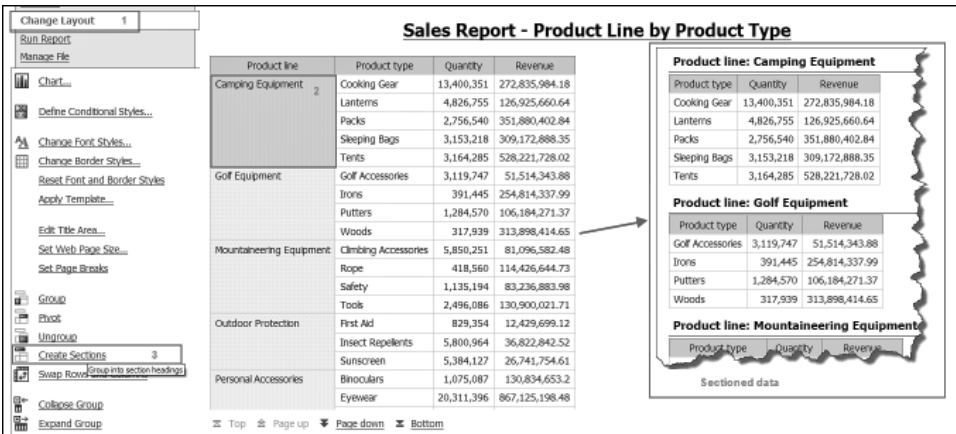 Change Layout 1
Run Report
Manage File
Chart...
Define Conditional Styles...
Change Font Styles...
Change Border Styles...
Reset Font and Border Styles
Apply Template...
Edit Title Area...
Set Web Page Size...
Set Page Breaks
Group
Pivot
Ungroup
Create Sections 3
Group into section headings
Swap Rows
Collapse Group
Expand Group
Sales Report - Product Line by Product Type
Product line Product type Quantity Revenue
Camping Equipment 2 Cooking Gear 13,400,351 272,835,984.18
Lanterns 4,826,755 126,925,660.64
Packs 2,756,540 351,880,402.84
Sleeping Bags 3,153,218 309,172,888.35
Tents 3,164,285 528,221,728.02
Golf Equipment Golf Accessories 3,119,747 51,514,343.88
Irons 391,445 254,814,337.99
Putters 1,284,570 106,184,271.37
Woods 317,939 313,898,414.65
Mountaineering Equipment Climbing Accessories 5,850,251 81,096,582.48
Rope 418,560 114,426,644.73
Safety 1,135,194 83,236,883.98
Tools 2,496,086 130,900,021.71
Outdoor Protection First Aid 829,354 12,429,699.12
Insect Repellents 5,800,964 36,822,842.52
Sunscreen 5,384,127 26,741,754.61
Personal Accessories Binoculars 1,075,087 130,834,653.2
Eyewear 20,311,396 867,125,198.48
Top Page up Page down Bottom
Product line: Camping Equipment
Product type Quantity Revenue
Cooking Gear 13,400,351 272,835,984.18
Lanterns 4,826,755 126,925,660.64
Packs 2,756,540 351,880,402.84
Sleeping Bags 3,153,218 309,172,888.35
Tents 3,164,285 528,221,728.02
Product line: Golf Equipment
Product type Quantity Revenue
Golf Accessories 3,119,747 51,514,343.88
Irons 391,445 254,814,337.99
Putters 1,284,570 106,184,271.37
Woods 317,939 313,898,414.65
Product line: Mountaineering Equipme
Product type Quantity Revenue
Sectioned data